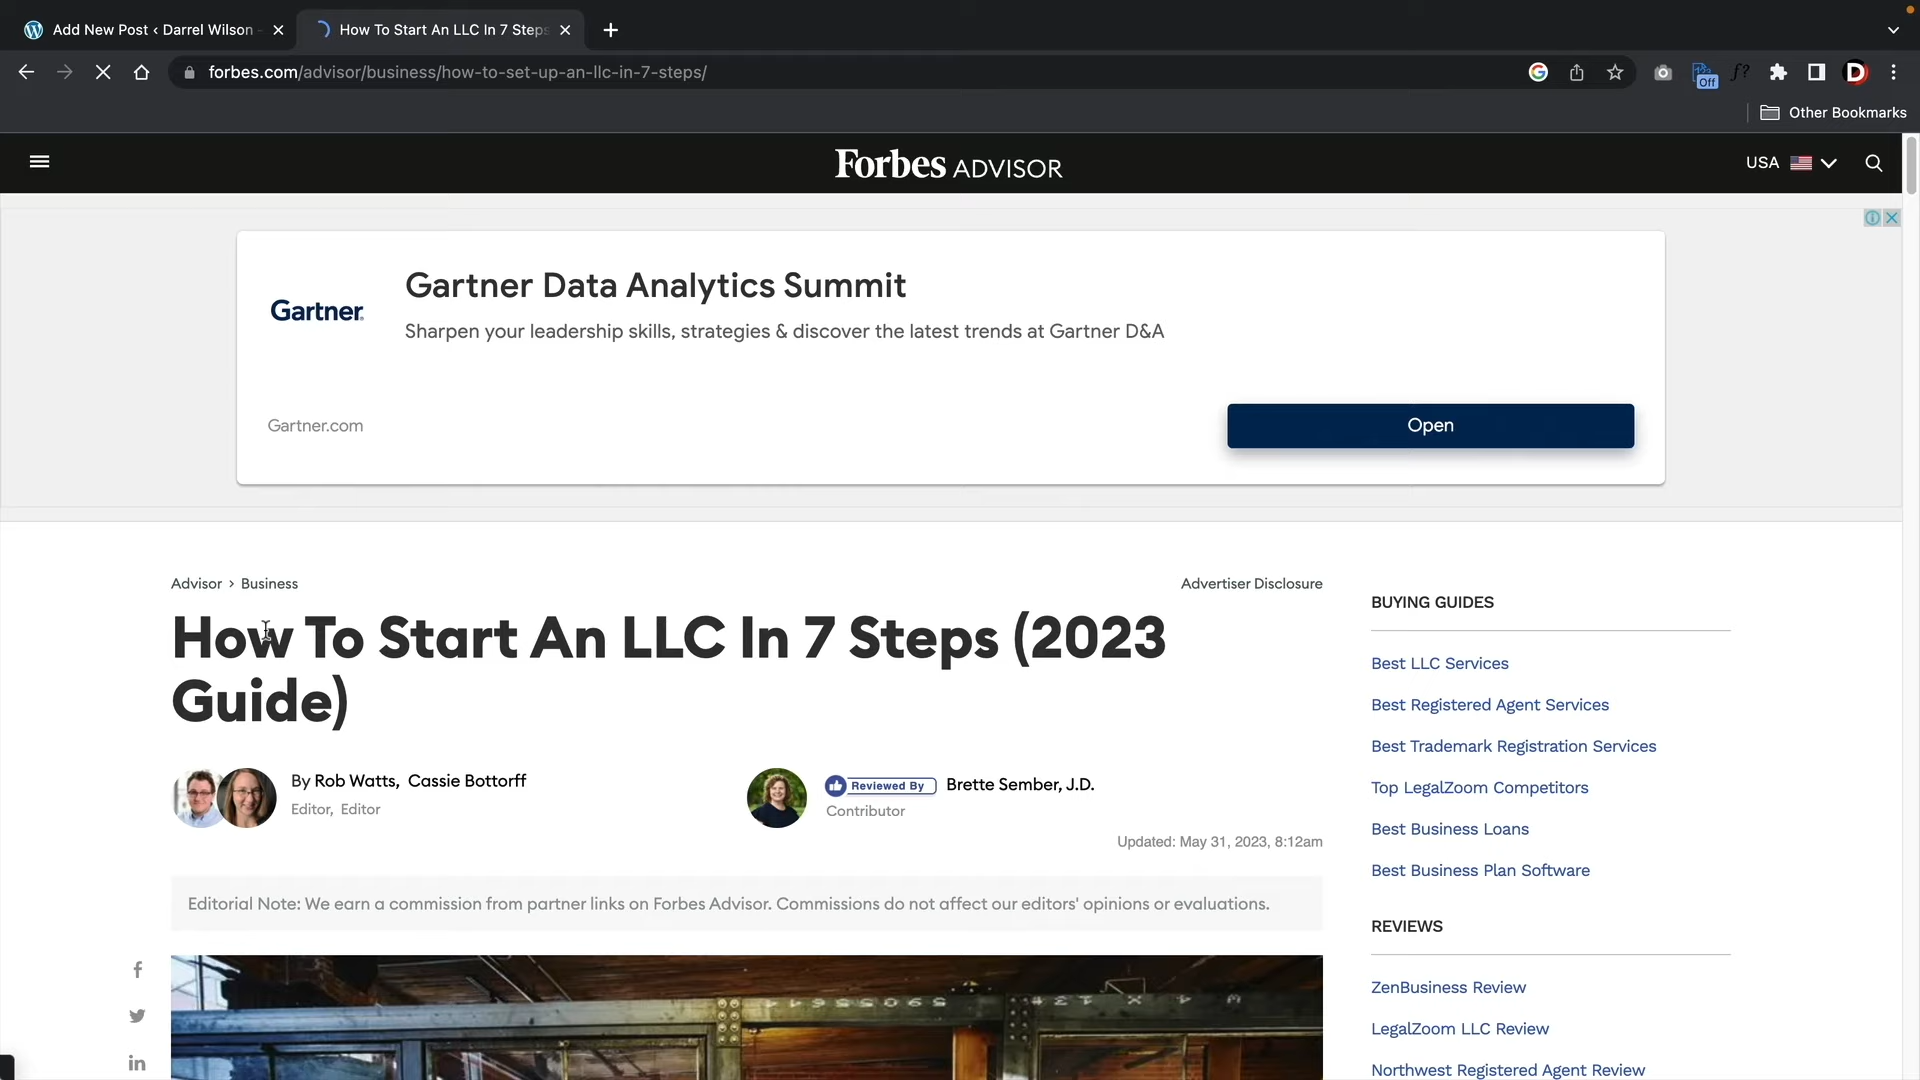 Add New Post ‹ Darrel Wilson -
How To Start An LLC In 7 Steps
forbes.com/advisor/business/how-to-set-up-an-llc-in-7-steps/
Off
f?
D
Other Bookmarks
Forbes ADVISOR
USA
Gartner Data Analytics Summit
Gartner
Sharpen your leadership skills, strategies & discover the latest trends at Gartner D&A
Gartner.com
Open
Advisor > Business
Advertiser Disclosure
How To Start An LLC In 7 Steps (2023
Guide)
By Rob Watts, Cassie Bottorff
Editor, Editor
Reviewed By Brette Sember, J.D.
Contributor
Updated: May 31, 2023, 8:12am
Editorial Note: We earn a commission from partner links on Forbes Advisor. Commissions do not affect our editors' opinions or evaluations.
BUYING GUIDES
Best LLC Services
Best Registered Agent Services
Best Trademark Registration Services
Top LegalZoom Competitors
Best Business Loans
Best Business Plan Software
REVIEWS
ZenBusiness Review
LegalZoom LLC Review
Northwest Registered Agent Review